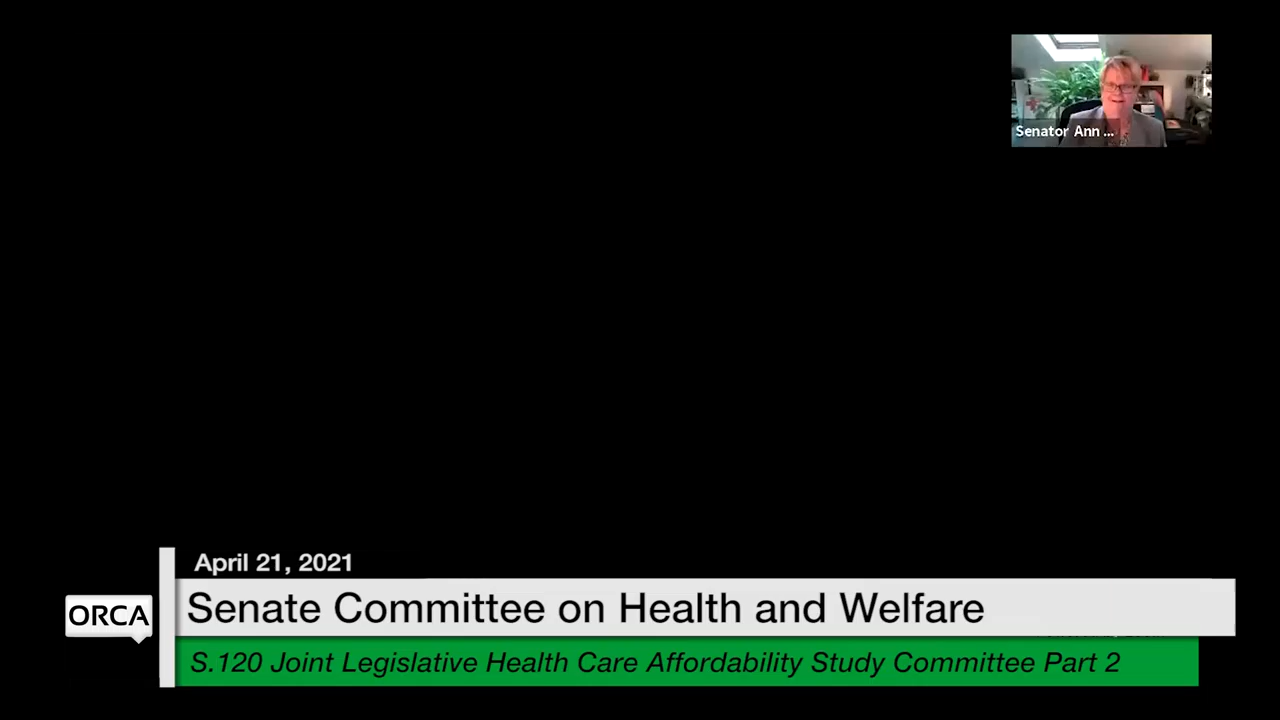 Senator Ann ...
April 21, 2021
ORCA
Senate Committee on Health and Welfare
S.120 Joint Legislative Health Care Affordability Study Committee Part 2